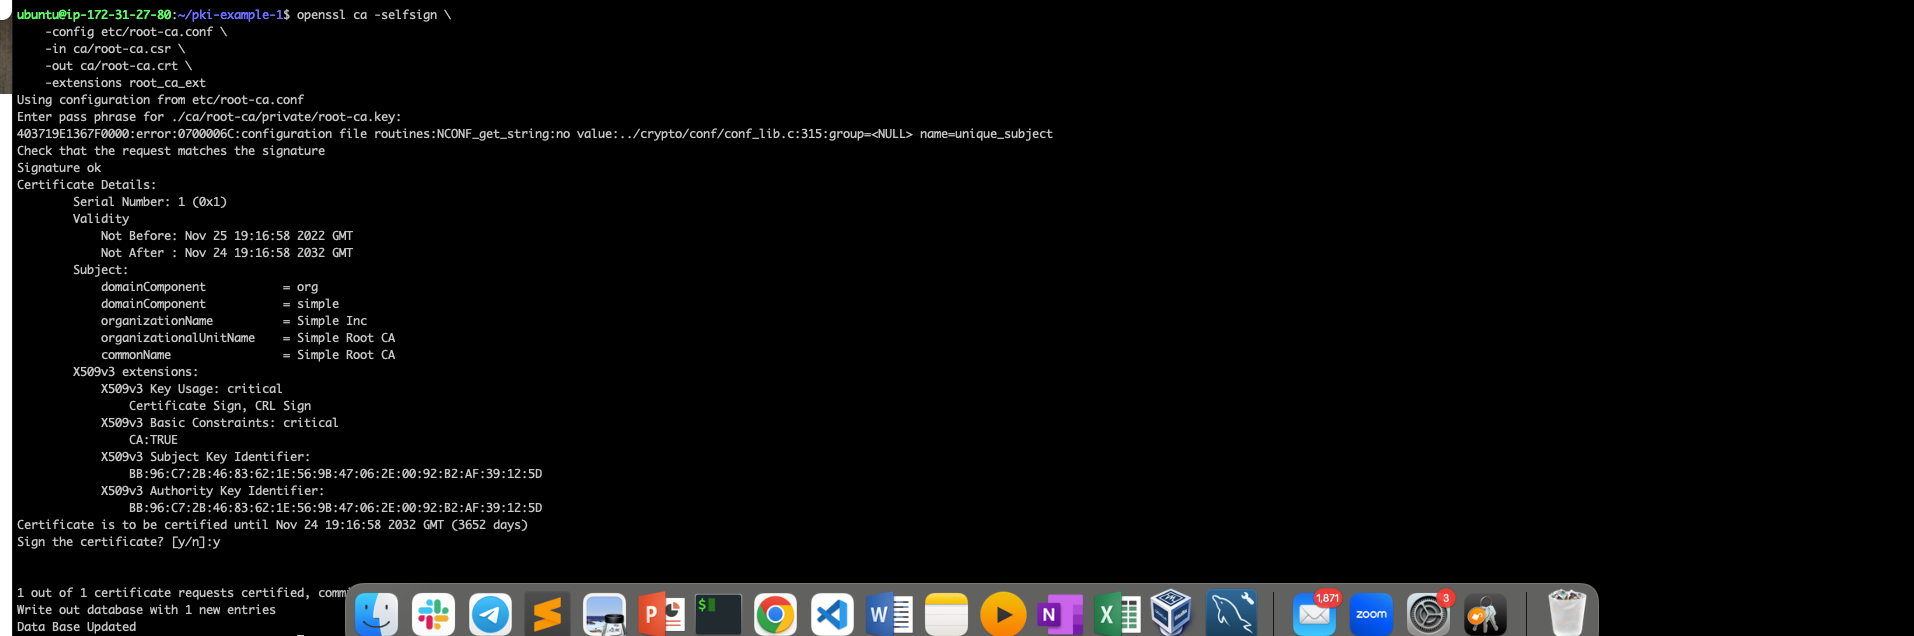 ubuntu@ip-172-31-27-80:~/pki-example-1$ openssl ca -selfsign \
    -config etc/root-ca.conf \
    -in ca/root-ca.csr \
    -out ca/root-ca.crt \
    -extensions root_ca_ext
Using configuration from etc/root-ca.conf
Enter pass phrase for ./ca/root-ca/private/root-ca.key:
403719E1367F0000:error:0700006C:configuration file routines:NCONF_get_string:no value:../crypto/conf/conf_lib.c:315:group=<NULL> name=unique_subject
Check that the request matches the signature
Signature ok
Certificate Details:
        Serial Number: 1 (0x1)
        Validity
            Not Before: Nov 25 19:16:58 2022 GMT
            Not After : Nov 24 19:16:58 2032 GMT
        Subject:
            domainComponent           = org
            domainComponent           = simple
            organizationName          = Simple Inc
            organizationalUnitName    = Simple Root CA
            commonName                = Simple Root CA
        X509v3 extensions:
            X509v3 Key Usage: critical
                Certificate Sign, CRL Sign
            X509v3 Basic Constraints: critical
                CA:TRUE
            X509v3 Subject Key Identifier:
                BB:96:C7:2B:46:83:62:1E:56:9B:47:06:2E:00:92:B2:AF:39:12:5D
            X509v3 Authority Key Identifier:
                BB:96:C7:2B:46:83:62:1E:56:9B:47:06:2E:00:92:B2:AF:39:12:5D
Certificate is to be certified until Nov 24 19:16:58 2032 GMT (3652 days)
Sign the certificate? [y/n]:y
1 out of 1 certificate requests certified,
Write out database with 1 new entries
Data Base Updated
P
$
W
N
X
1,871
zoom
3